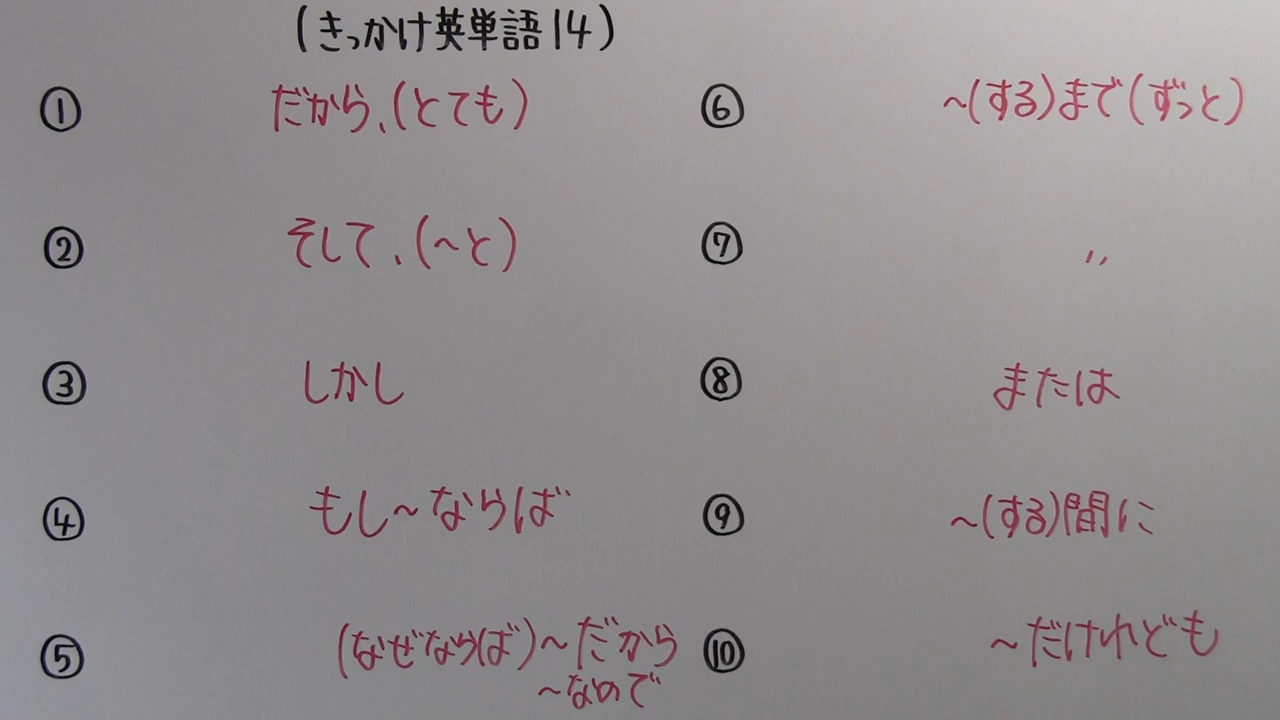 (きっかけ英単語14)
① だから、(とても)
② そして、(～と)
③ しかし
④ もし～ならば
⑤ (なぜならば)～だから
～なので
⑥ ～(する)まで(ずっと)
⑦ 〃
⑧ または
⑨ ～(する)間に
⑩ ～だけれども